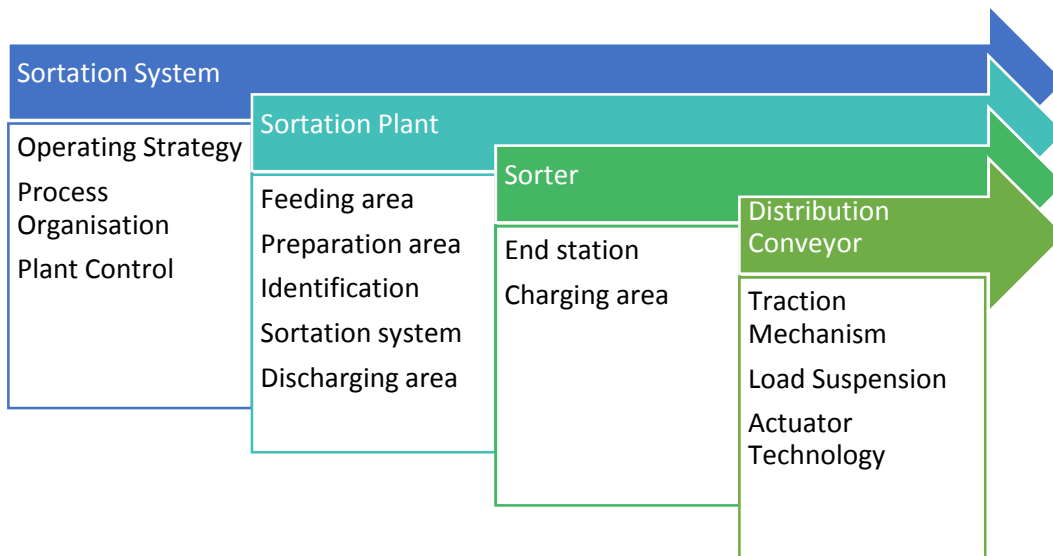 Sortation System
Operating Strategy
Process
Organisation
Plant Control
Sortation Plant
Feeding area
Preparation area
Identification
Sortation system
Discharging area
Sorter
End station
Charging area
Distribution
Conveyor
Traction
Mechanism
Load Suspension
Actuator
Technology